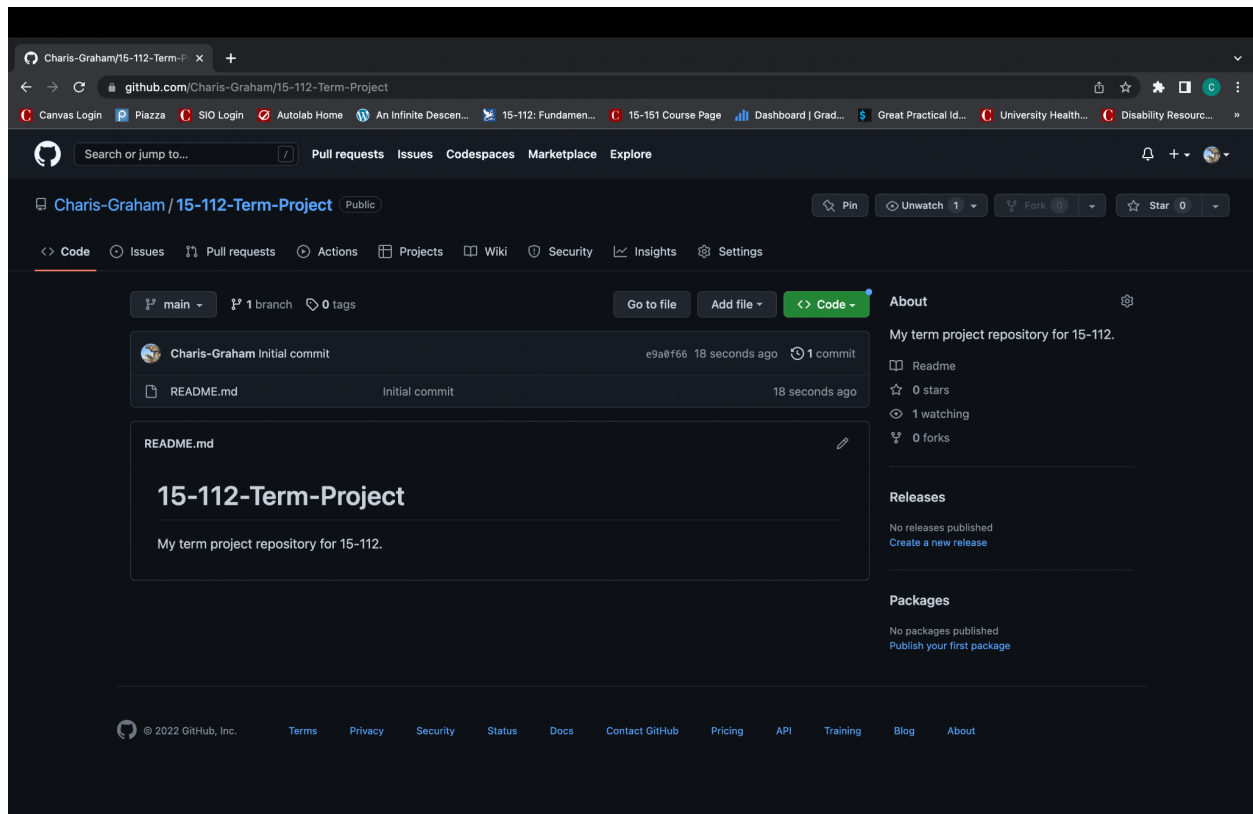 Charis-Graham/15-112-Term-P
github.com/Charis-Graham/15-112-Term-Project
C
Canvas Login Piazza SIO Login Autolab Home An Infinite Descen... 15-112: Fundamen... 15-151 Course Page Dashboard | Grad... Great Practical Id... University Health... Disability Resourc... »
Search or jump to... / Pull requests Issues Codespaces Marketplace Explore
Charis-Graham / 15-112-Term-Project Public Pin Unwatch 1 Fork 0 Star 0
<> Code Issues Pull requests Actions Projects Wiki Security Insights Settings
main 1 branch 0 tags Go to file Add file <> Code
About
My term project repository for 15-112.
Readme
0 stars
1 watching
0 forks
Charis-Graham Initial commit e9a0f66 18 seconds ago 1 commit
README.md Initial commit 18 seconds ago
README.md
15-112-Term-Project
My term project repository for 15-112.
Releases
No releases published
Create a new release
Packages
No packages published
Publish your first package
© 2022 GitHub, Inc. Terms Privacy Security Status Docs Contact GitHub Pricing API Training Blog About